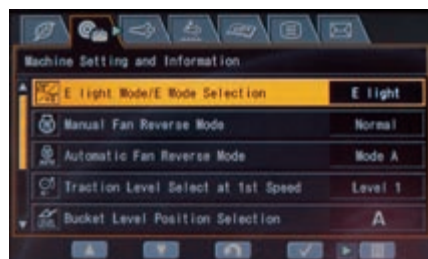 Machine Setting and Information
E light Mode/E Mode Selection E light
Manual Fan Reverse Mode Normal
Automatic Fan Reverse Mode Mode A
Traction Level Select at 1st Speed Level 1
Bucket Level Position Selection A